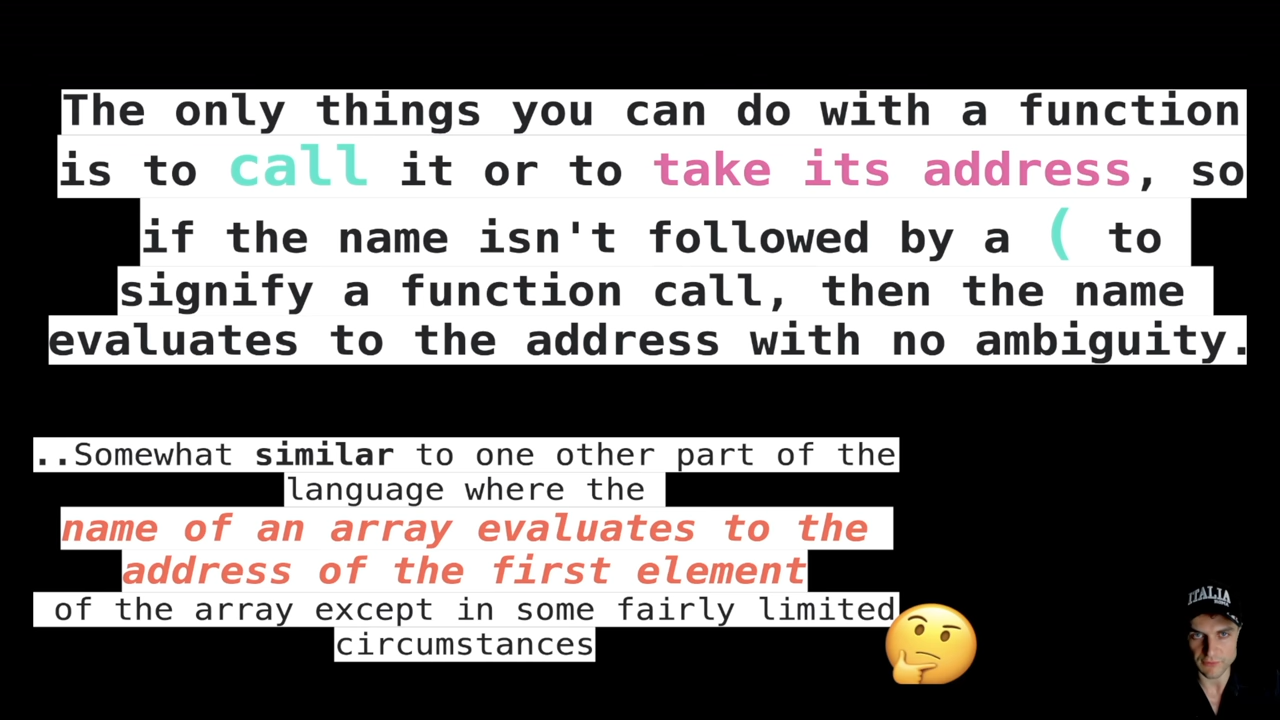 The only things you can do with a function
is to call it or to take its address, so
if the name isn't followed by a ( to
signify a function call, then the name
evaluates to the address with no ambiguity.
..Somewhat similar to one other part of the
language where the
name of an array evaluates to the
address of the first element
of the array except in some fairly limited
circumstances
ITALIA